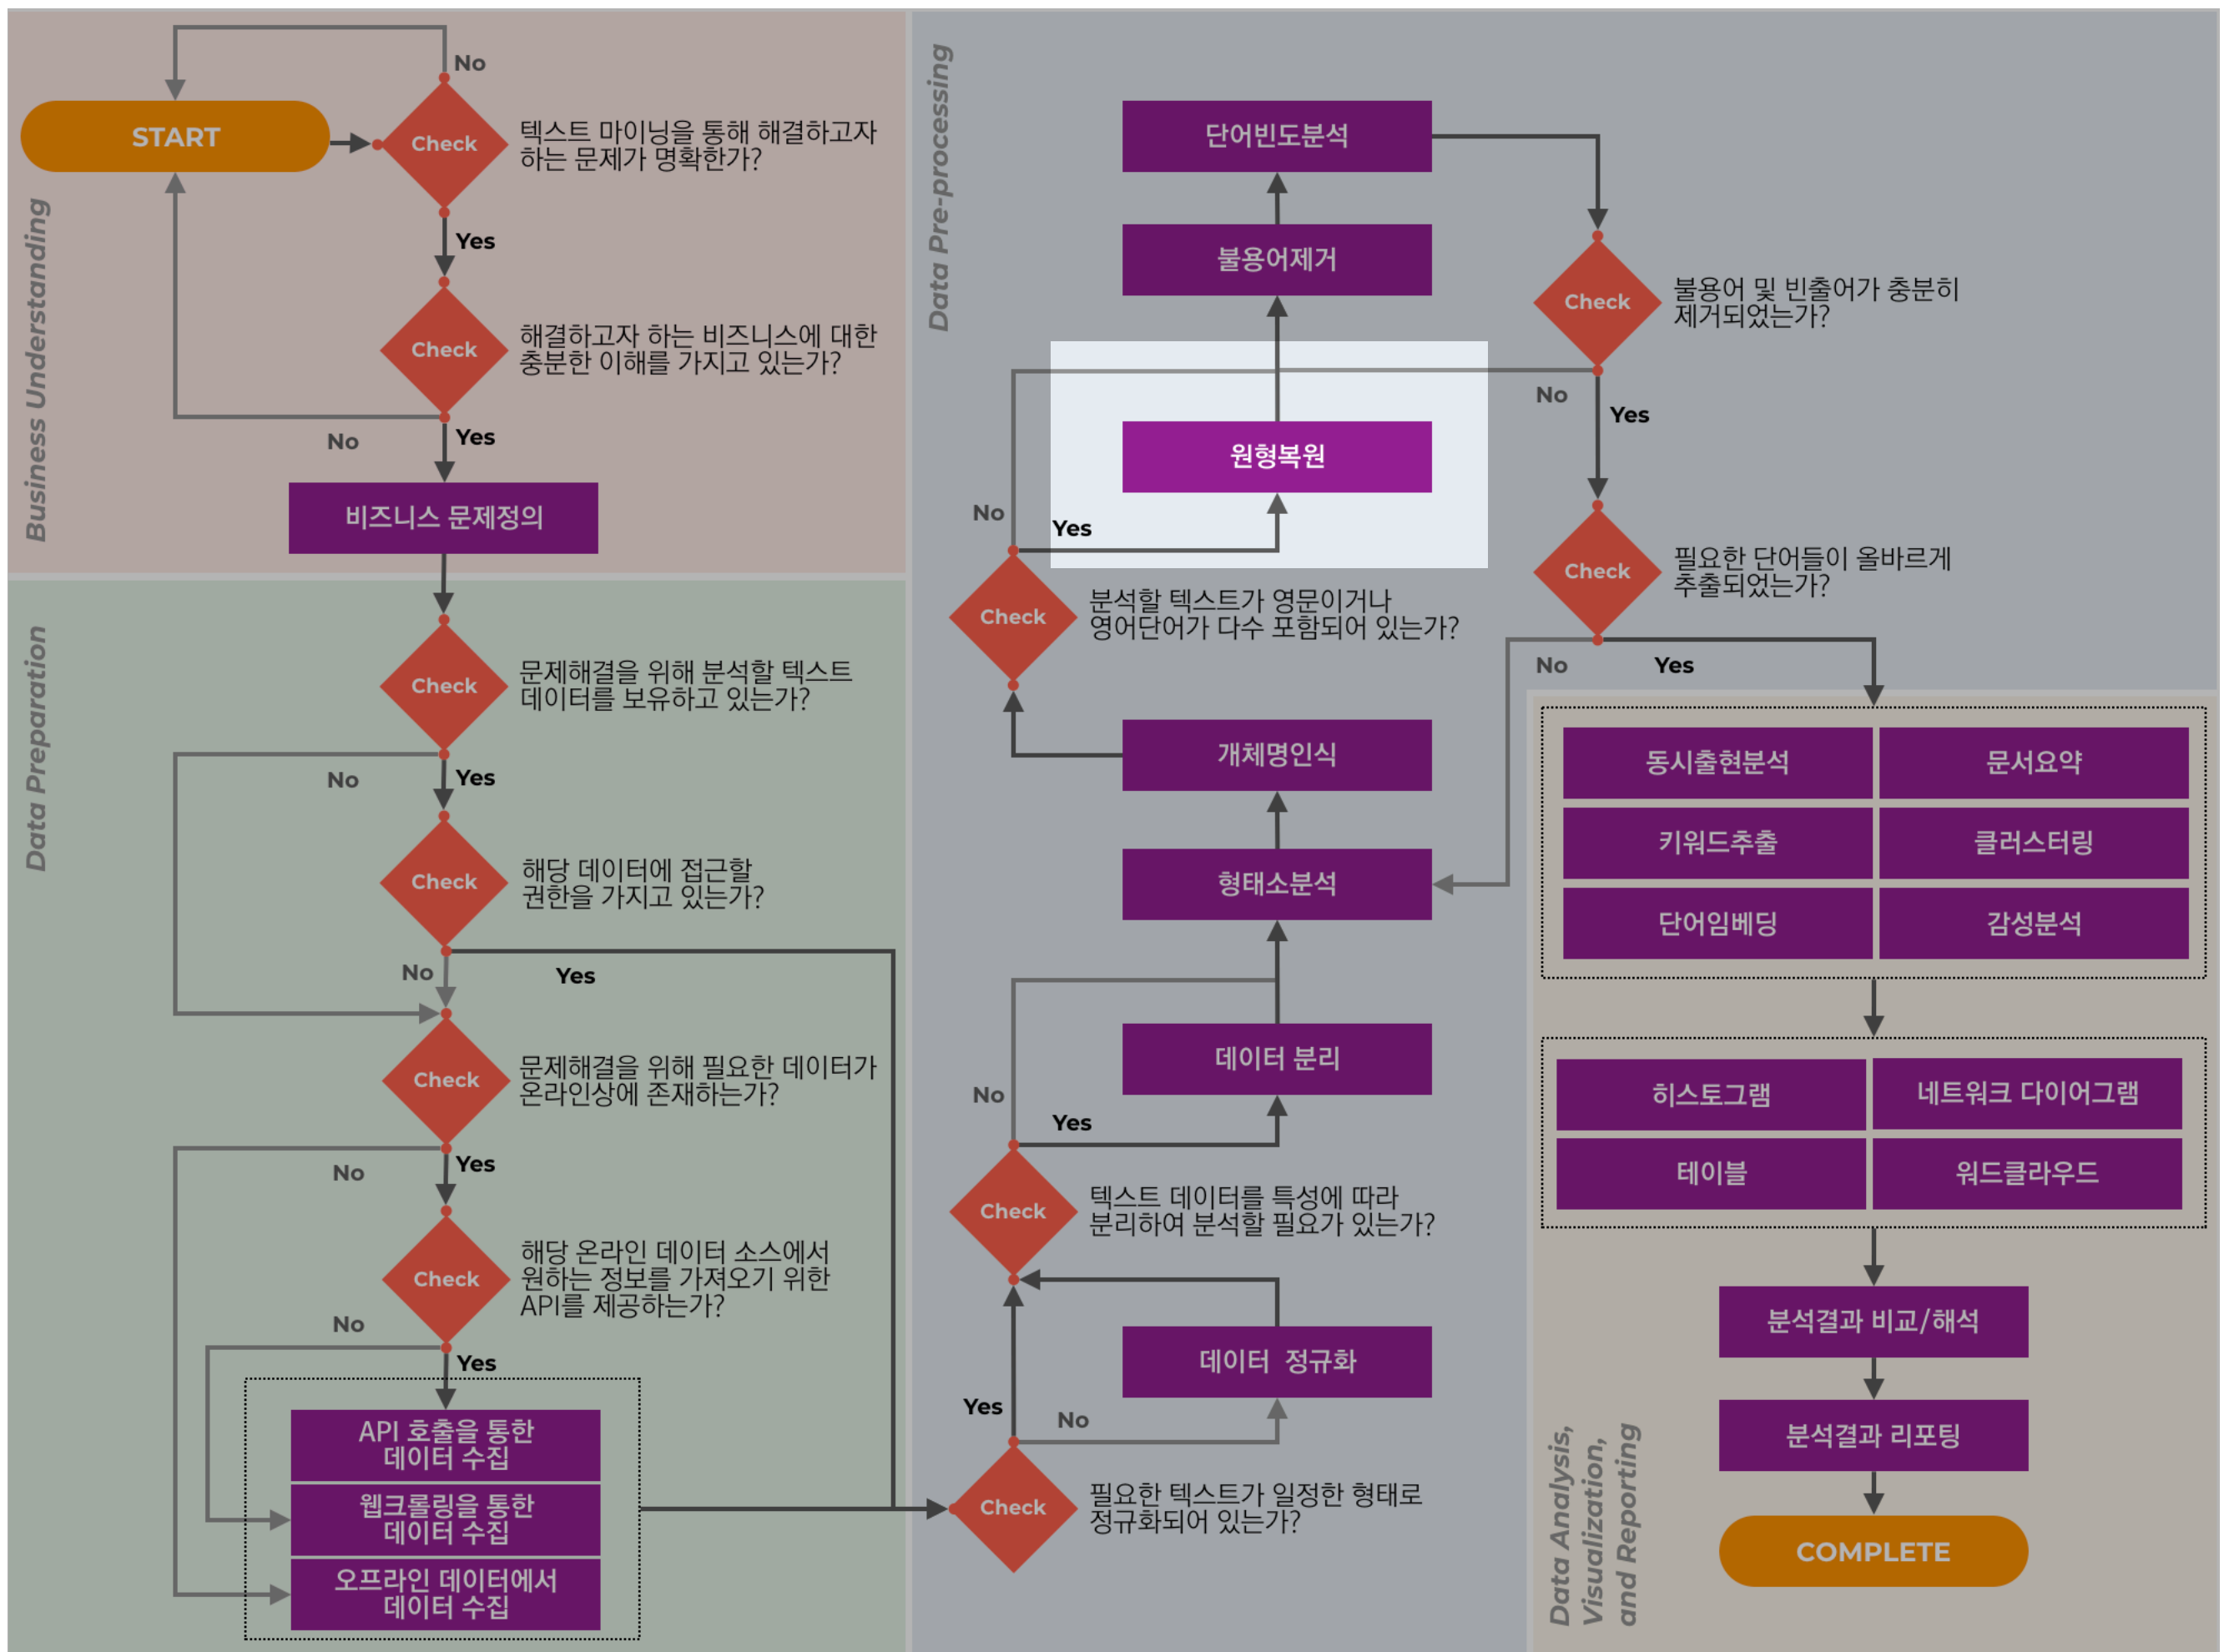 Business Understanding
START
No
Check
텍스트 마이닝을 통해 해결하고자
하는 문제가 명확한가?
Yes
Check
해결하고자 하는 비즈니스에 대한
충분한 이해를 가지고 있는가?
No
Yes
비즈니스 문제정의
Data Preparation
Check
문제해결을 위해 분석할 텍스트
데이터를 보유하고 있는가?
No
Yes
Check
해당 데이터에 접근할
권한을 가지고 있는가?
No
Yes
Check
문제해결을 위해 필요한 데이터가
온라인상에 존재하는가?
No
Yes
Check
해당 온라인 데이터 소스에서
원하는 정보를 가져오기 위한
API를 제공하는가?
No
Yes
API 호출을 통한
데이터 수집
웹크롤링을 통한
데이터 수집
오프라인 데이터에서
데이터 수집
Data Pre-processing
단어빈도분석
불용어제거
원형복원
No
Yes
Check
분석할 텍스트가 영문이거나
영어단어가 다수 포함되어 있는가?
개체명인식
형태소분석
데이터 분리
No
Yes
Check
텍스트 데이터를 특성에 따라
분리하여 분석할 필요가 있는가?
데이터 정규화
Yes
No
Check
필요한 텍스트가 일정한 형태로
정규화되어 있는가?
Check
불용어 및 빈출어가 충분히
제거되었는가?
No
Yes
Check
필요한 단어들이 올바르게
추출되었는가?
No
Yes
동시출현분석
문서요약
키워드추출
클러스터링
단어임베딩
감성분석
히스토그램
네트워크 다이어그램
테이블
워드클라우드
분석결과 비교/해석
분석결과 리포팅
COMPLETE
Data Analysis,
Visualization,
and Reporting